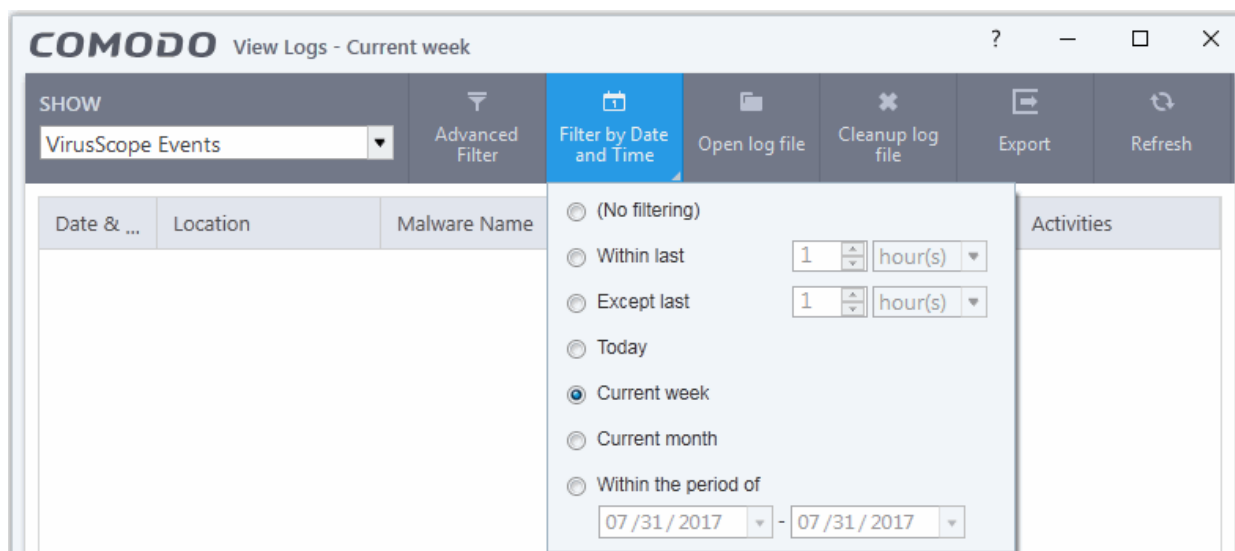 COMODO View Logs - Current week ?
SHOW
VirusScope Events
Advanced
Filter
Filter by Date
and Time
Open log file
Cleanup log
file
Export
Refresh
Date & ... Location Malware Name Activities
(No filtering)
Within last 1 hour(s)
Except last 1 hour(s)
Today
Current week
Current month
Within the period of
07/31/2017 - 07/31/2017